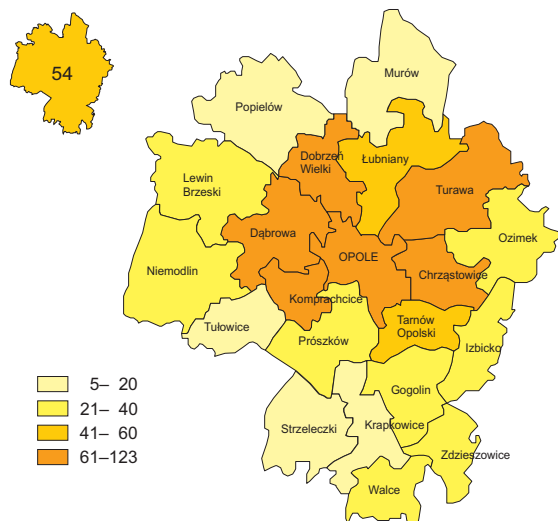 54
Murów
Popielów
Dobrzeń
Wielki
Łubniany
Lewin
Brzeski
Turawa
Dąbrowa
Ozimek
OPOLE
Niemodlin
Chrząstowice
Komprachcice
Tułowice
Tarnów
Opolski
Prószków
Izbicko
Gogolin
5– 20
21– 40
41– 60
61–123
Strzeleczki
Krapkowice
Zdzieszowice
Walce